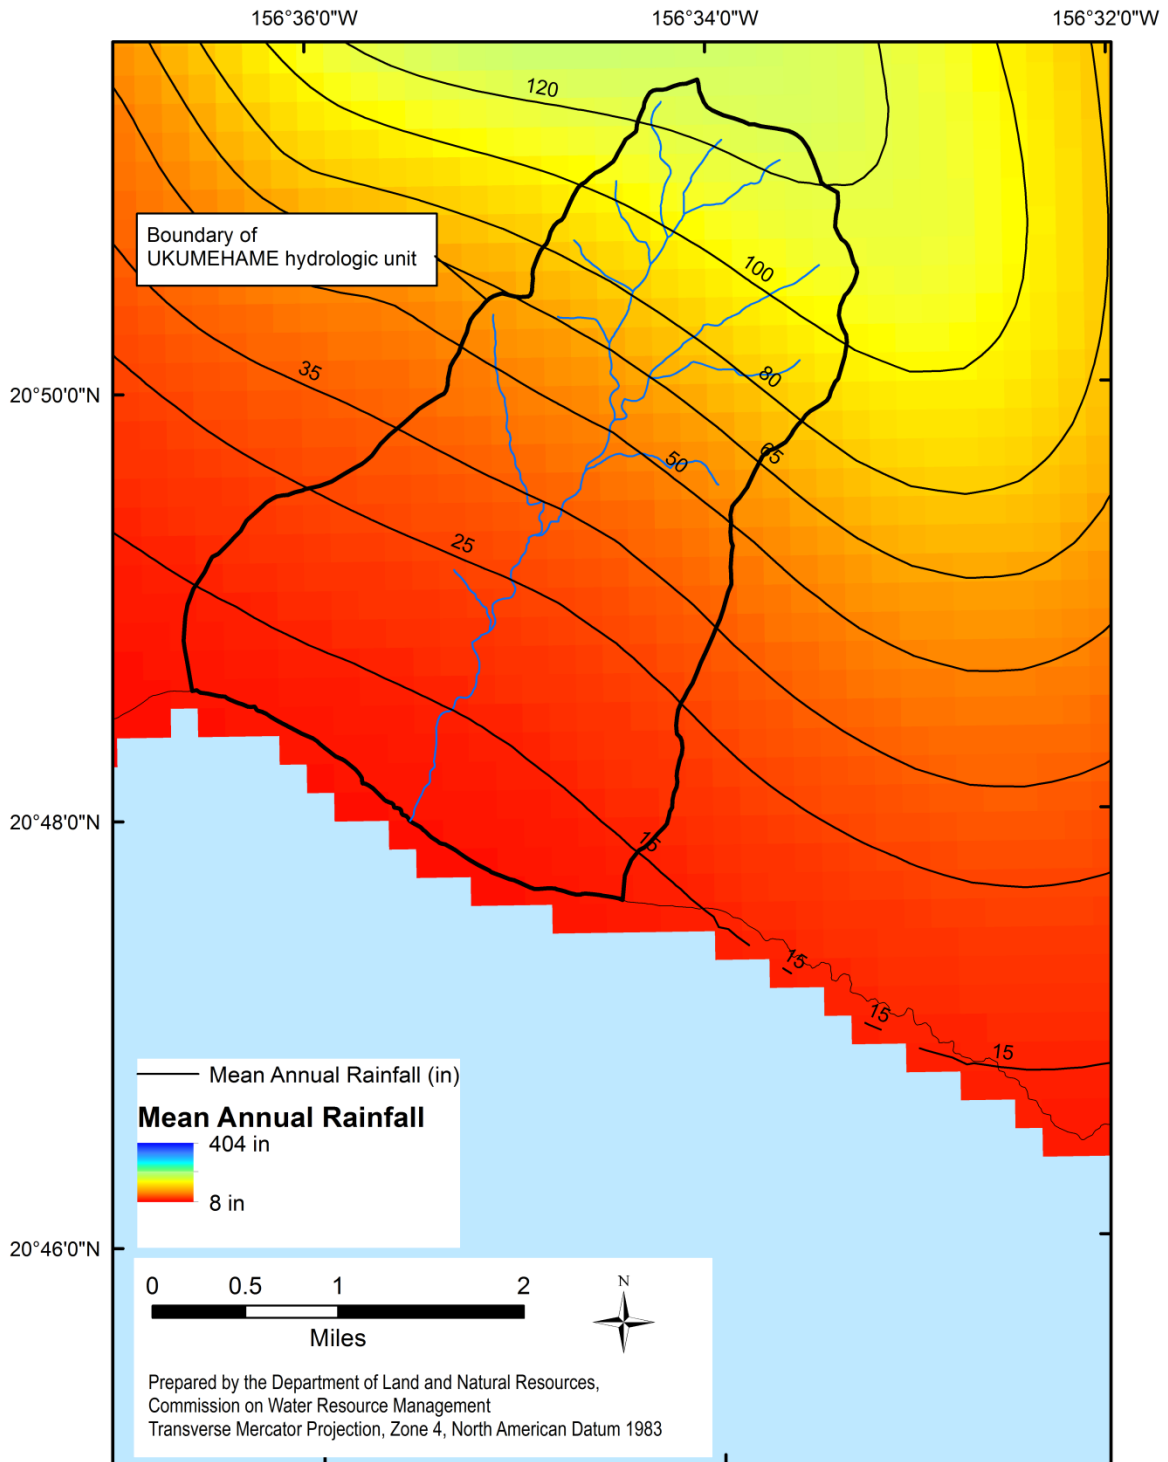 156°36'0"W
156°34'0"W
156°32'0"W
120
Boundary of
UKUMEHAME hydrologic unit
100
35
80
20°50'0"N
65
50
25
20°48'0"N
15
15
15
15
Mean Annual Rainfall (in)
Mean Annual Rainfall
404 in
8 in
20°46'0"N
0 0.5 1 2
Miles
N
Prepared by the Department of Land and Natural Resources,
Commission on Water Resource Management
Transverse Mercator Projection, Zone 4, North American Datum 1983